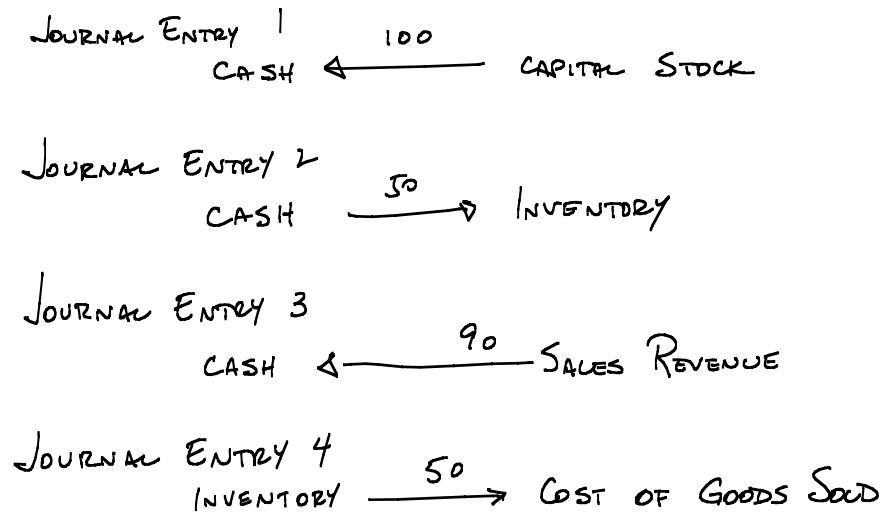 JOURNAL ENTRY 1
100
CASH CAPITAL STOCK
JOURNAL ENTRY 2
50
CASH INVENTORY
JOURNAL ENTRY 3
90
CASH SALES REVENUE
JOURNAL ENTRY 4
50
INVENTORY COST OF GOODS SOLD